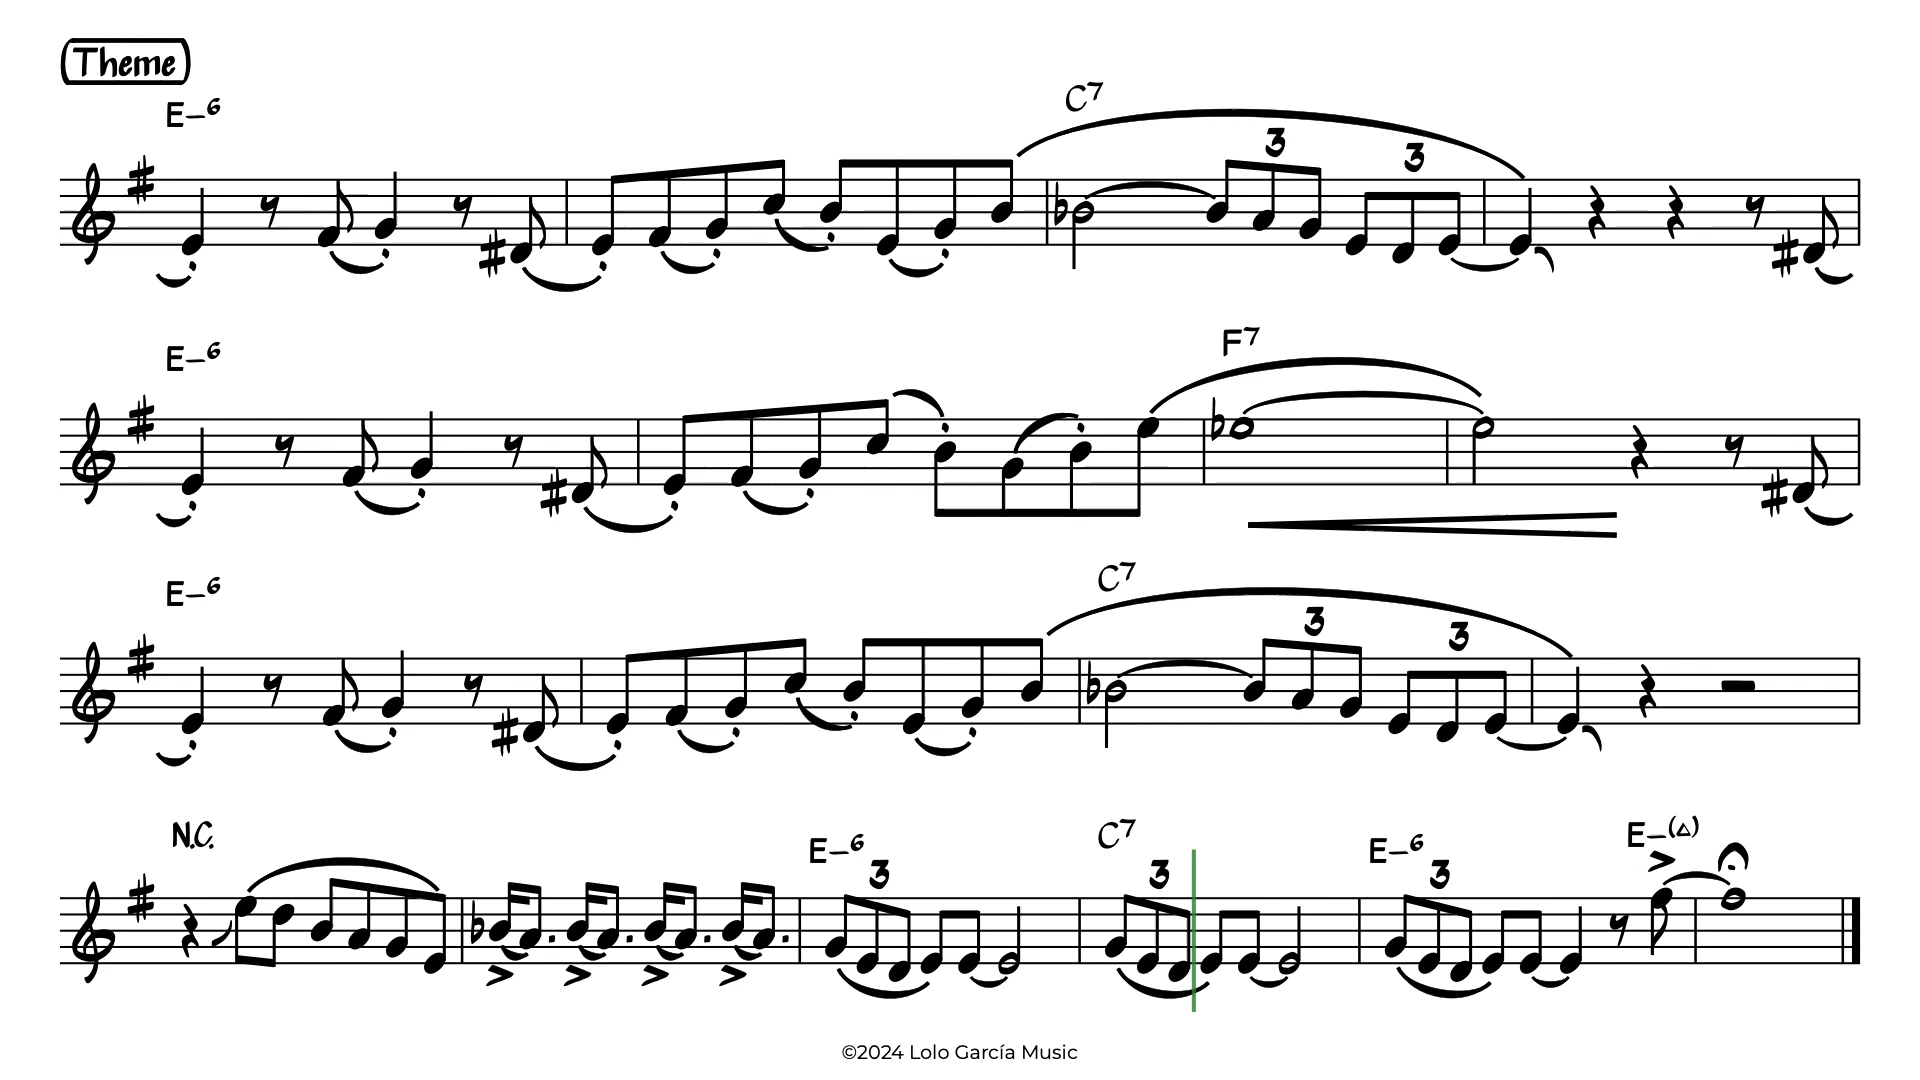 Theme
E–6 C7
3 3
E–6 F7
E–6 C7
3 3
N.C. E–6 C7 E–6 E–(△)
3 3 3
©2024 Lolo García Music